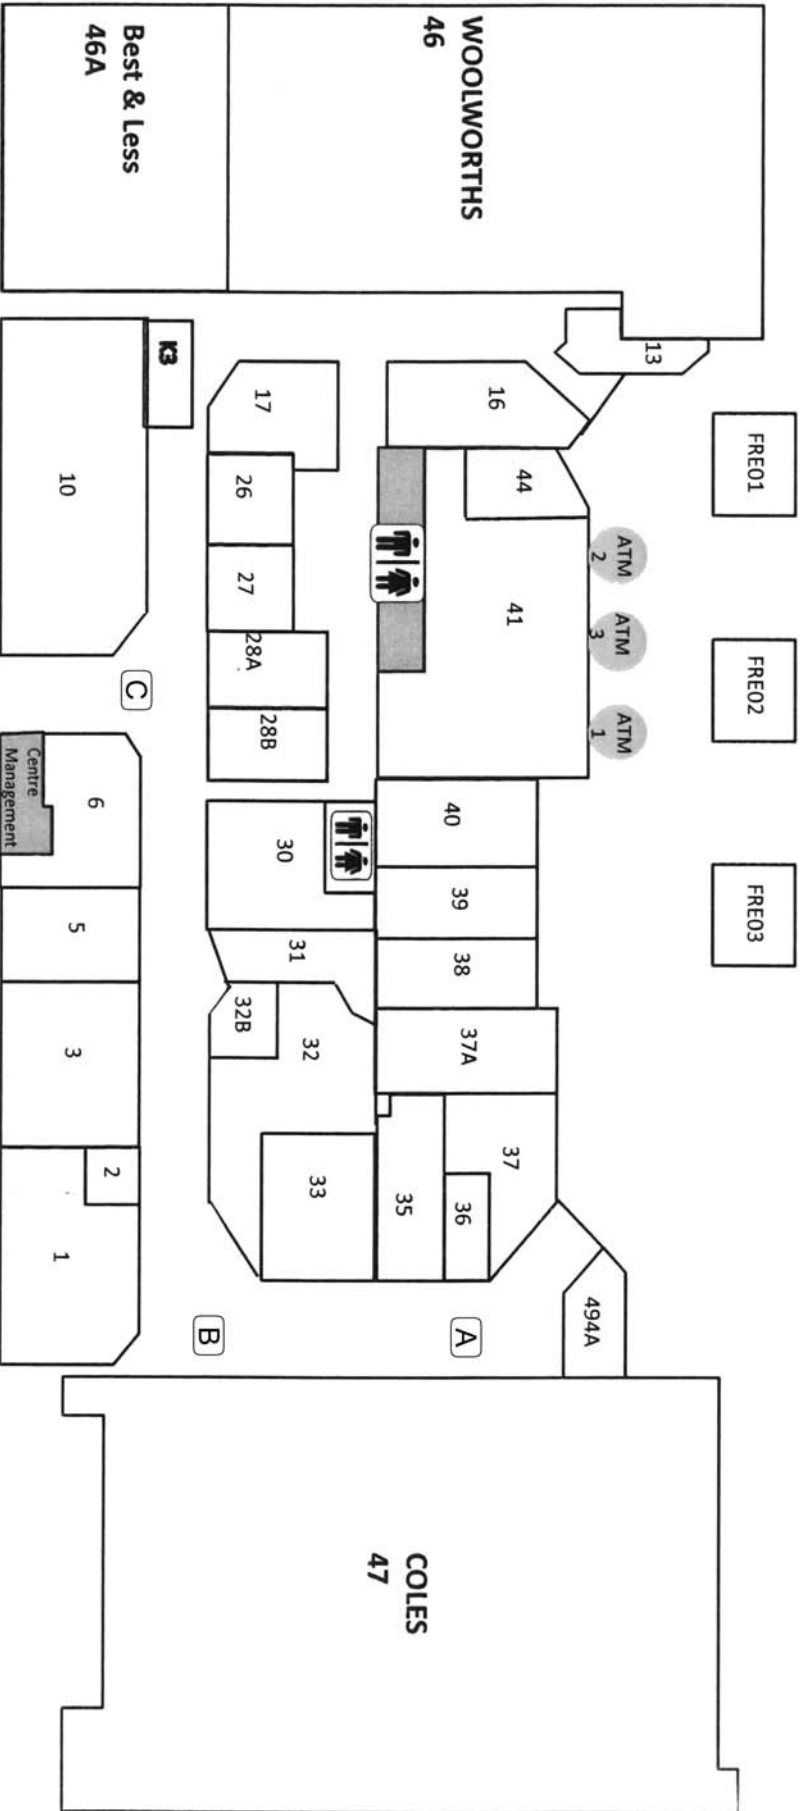 WOOLWORTHS
46
Best & Less
46A
13
FRE01
FRE02
FRE03
16
44
ATM
2
ATM
3
ATM
1
41
K3
17
26
27
28A
28B
10
C
40
39
38
37A
37
36
35
494A
30
31
32B
32
33
6
Centre
Management
5
3
2
1
A
B
COLES
47